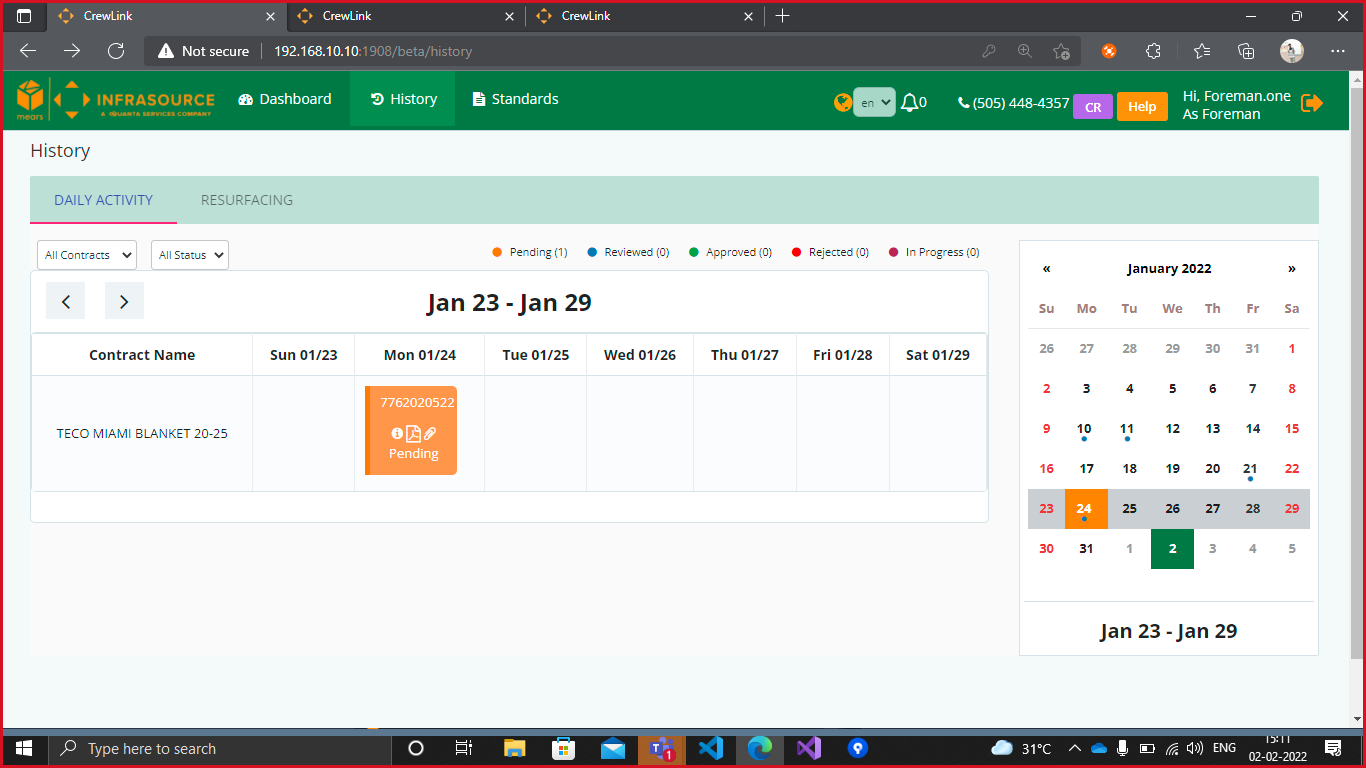 CrewLink
CrewLink
CrewLink
Not secure
192.168.10.10:1908/beta/history
mears
INFRASOURCE
A QUANTA SERVICES COMPANY
Dashboard
History
Standards
en
0
(505) 448-4357
CR
Help
Hi, Foreman.one
As Foreman
History
DAILY ACTIVITY
RESURFACING
All Contracts
All Status
Pending (1)
Reviewed (0)
Approved (0)
Rejected (0)
In Progress (0)
Jan 23 - Jan 29
Contract Name Sun 01/23 Mon 01/24 Tue 01/25 Wed 01/26 Thu 01/27 Fri 01/28 Sat 01/29
TECO MIAMI BLANKET 20-25
7762020522
Pending
« January 2022 »
Su Mo Tu We Th Fr Sa
26 27 28 29 30 31 1
2 3 4 5 6 7 8
9 10 11 12 13 14 15
16 17 18 19 20 21 22
23 24 25 26 27 28 29
30 31 1 2 3 4 5
Jan 23 - Jan 29
Type here to search
1
31°C
ENG
15:11
02-02-2022